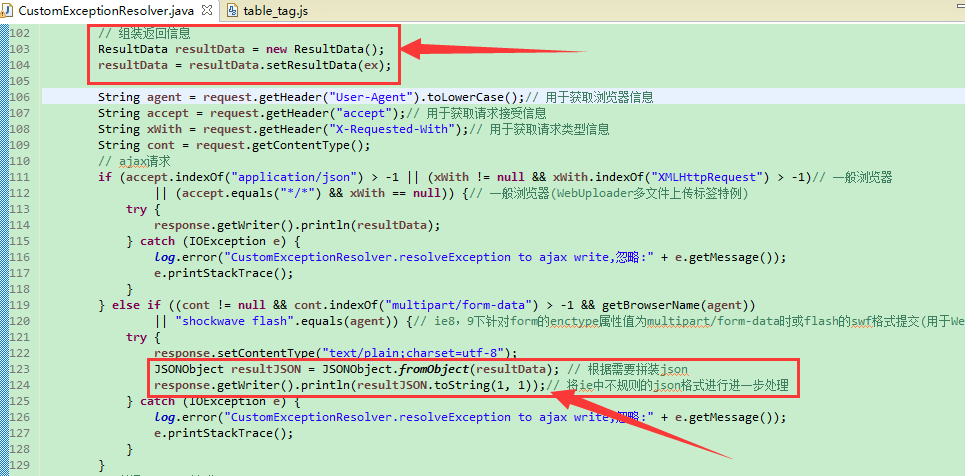 CustomExceptionResolver.java table_tag.js
102 // 组装返回信息
103 ResultData resultData = new ResultData();
104 resultData = resultData.setResultData(ex);
105
106 String agent = request.getHeader("User-Agent").toLowerCase();// 用于获取浏览器信息
107 String accept = request.getHeader("accept");// 用于获取请求接受信息
108 String xWith = request.getHeader("X-Requested-With");// 用于获取请求类型信息
109 String cont = request.getContentType();
110 // ajax请求
111 if (accept.indexOf("application/json") > -1 || (xWith != null && xWith.indexOf("XMLHttpRequest") > -1)// 一般浏览器
112 || (accept.equals("*/*") && xWith == null)) {// 一般浏览器(WebUploader多文件上传标签特例)
113 try {
114 response.getWriter().println(resultData);
115 } catch (IOException e) {
116 log.error("CustomExceptionResolver.resolveException to ajax write,忽略:" + e.getMessage());
117 e.printStackTrace();
118 }
119 } else if ((cont != null && cont.indexOf("multipart/form-data") > -1 && getBrowserName(agent))
120 || "shockwave flash".equals(agent)) {// ie8，9下针对form的enctype属性值为multipart/form-data时或flash的swf格式提交(用于We
121 try {
122 response.setContentType("text/plain;charset=utf-8");
123 JSONObject resultJSON = JSONObject.fromObject(resultData); // 根据需要拼装json
124 response.getWriter().println(resultJSON.toString(1, 1));// 将ie中不规则的json格式进行进一步处理
125 } catch (IOException e) {
126 log.error("CustomExceptionResolver.resolveException to ajax write,忽略:" + e.getMessage());
127 e.printStackTrace();
128 }
129 }